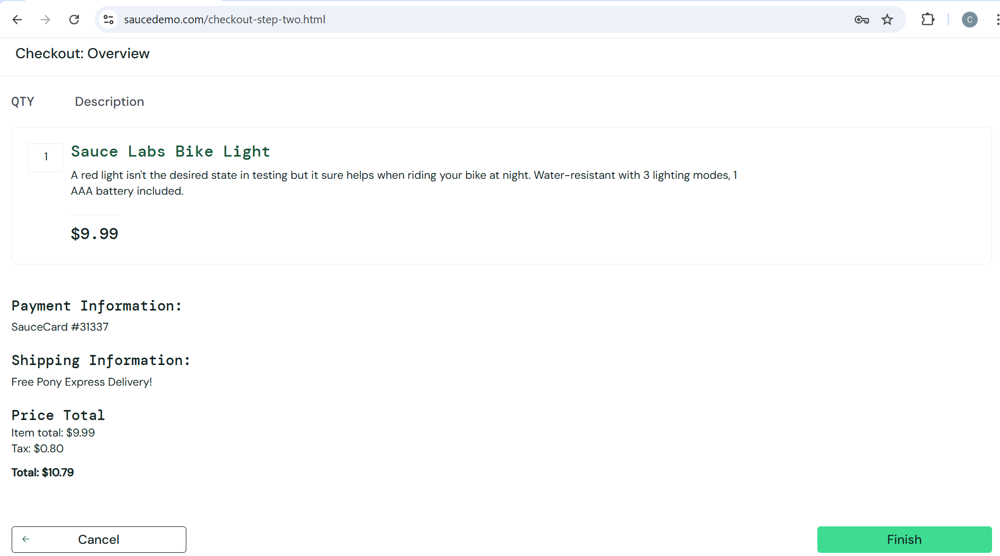 saucedemo.com/checkout-step-two.html
C
Checkout: Overview
QTY Description
1
Sauce Labs Bike Light
A red light isn't the desired state in testing but it sure helps when riding your bike at night. Water-resistant with 3 lighting modes, 1
AAA battery included.
$9.99
Payment Information:
SauceCard #31337
Shipping Information:
Free Pony Express Delivery!
Price Total
Item total: $9.99
Tax: $0.80
Total: $10.79
Cancel
Finish